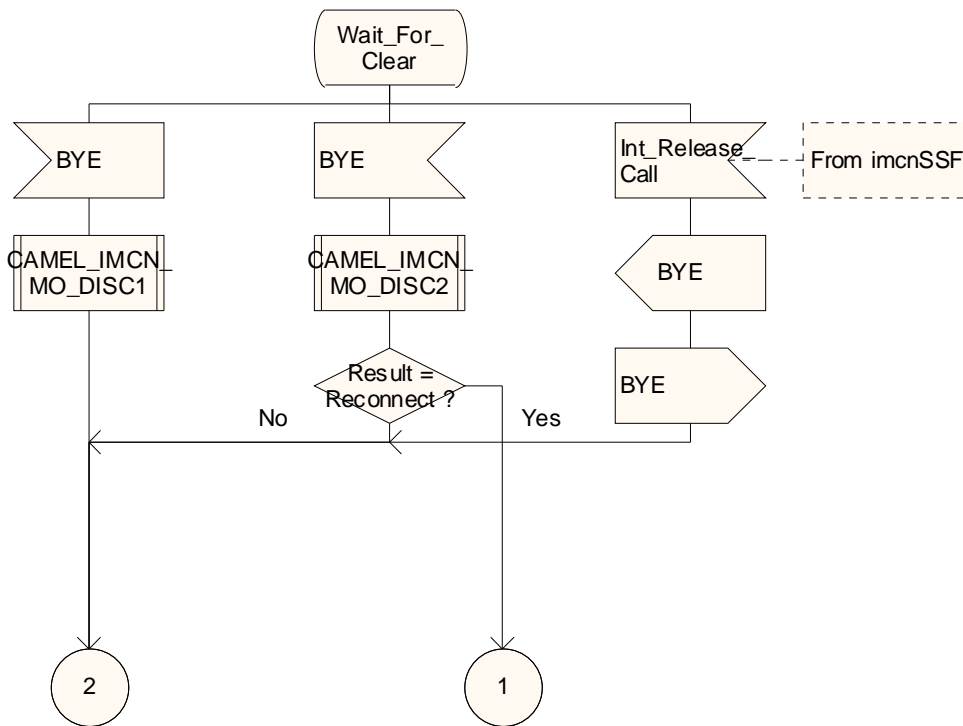 Wait_For_
Clear
BYE
BYE
Int_Release_
Call
From imcnSSF
CAMEL_IMCN_
MO_DISC1
CAMEL_IMCN_
MO_DISC2
BYE
Result =
Reconnect ?
BYE
No
Yes
2
1